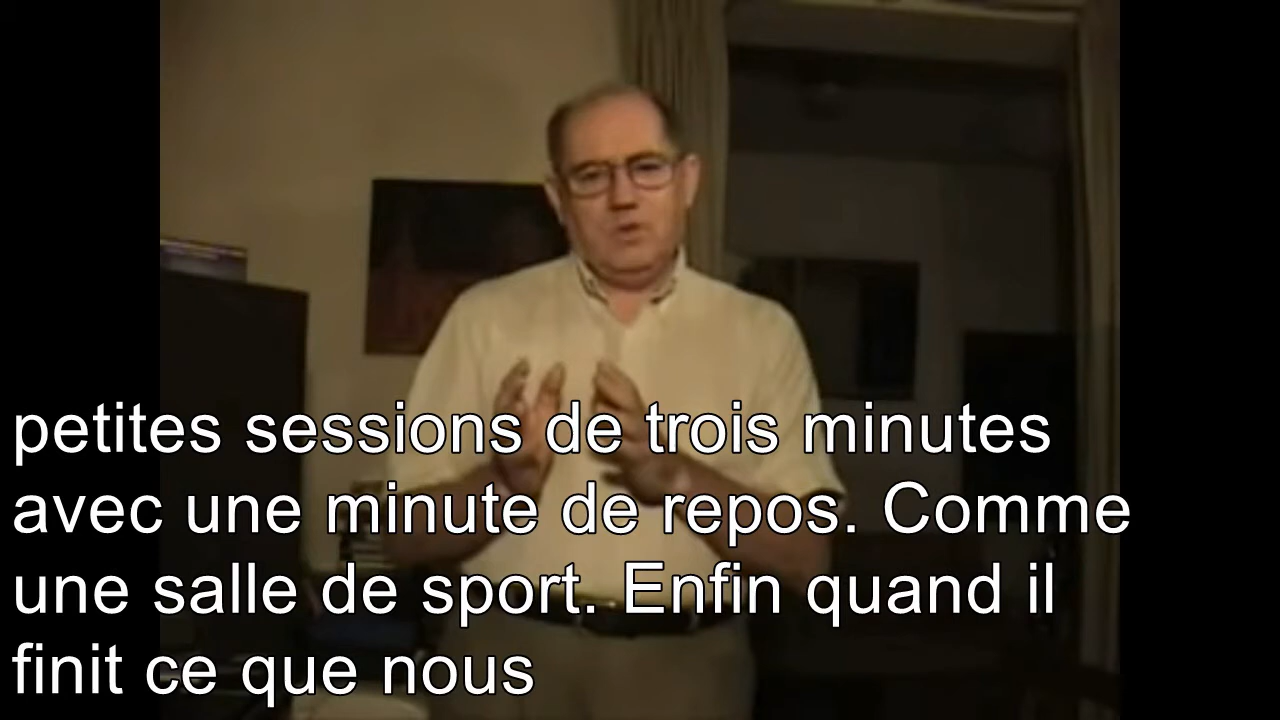 petites sessions de trois minutes
avec une minute de repos. Comme
une salle de sport. Enfin quand il
finit ce que nous